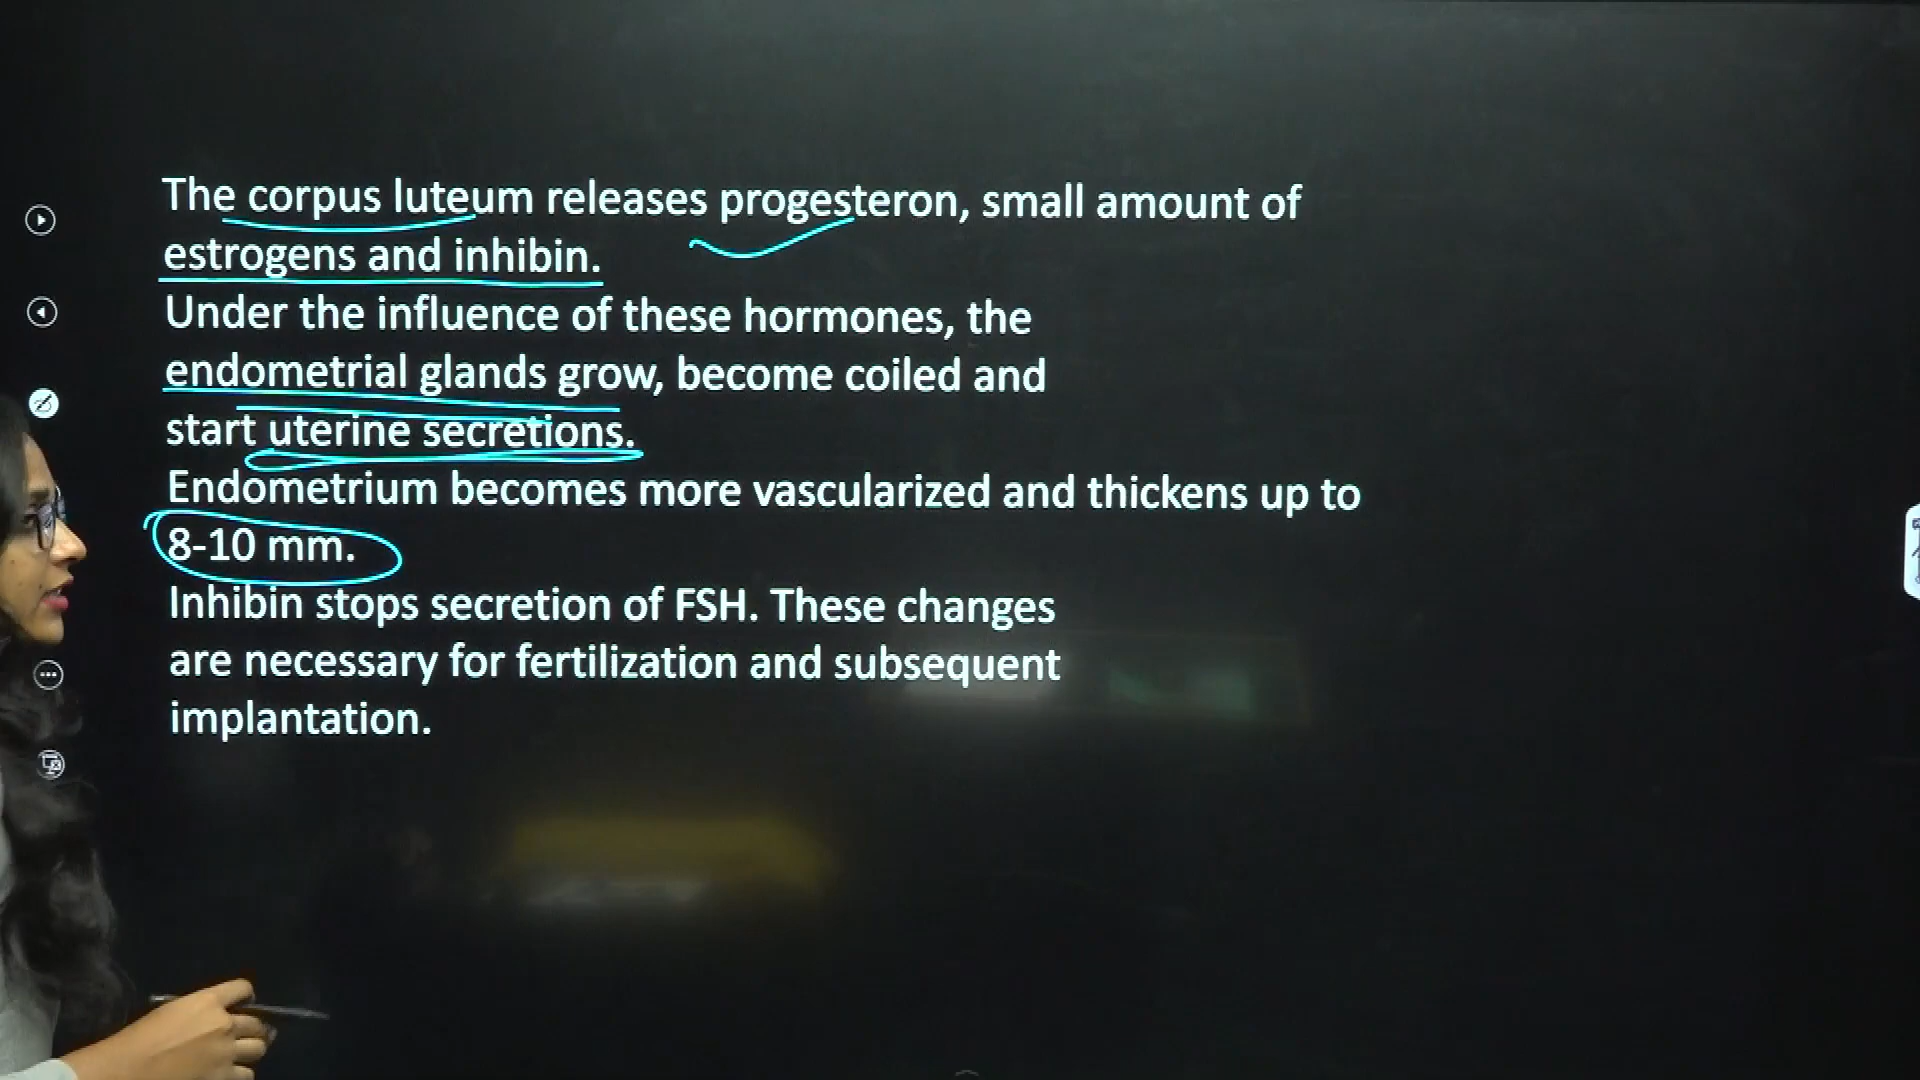 The corpus luteum releases progesteron, small amount of
estrogens and inhibin.
Under the influence of these hormones, the
endometrial glands grow, become coiled and
start uterine secretions.
Endometrium becomes more vascularized and thickens up to
8-10 mm.
Inhibin stops secretion of FSH. These changes
are necessary for fertilization and subsequent
implantation.